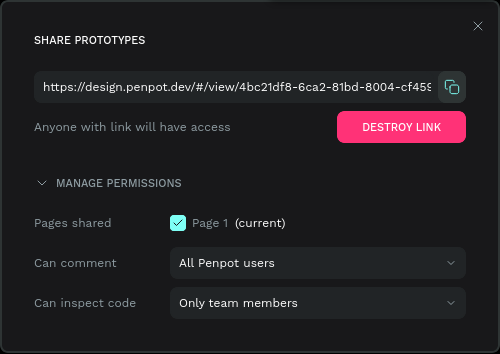 SHARE PROTOTYPES
https://design.penpot.dev/#/view/4bc21df8-6ca2-81bd-8004-cf459
Anyone with link will have access
DESTROY LINK
MANAGE PERMISSIONS
Pages shared Page 1 (current)
Can comment All Penpot users
Can inspect code Only team members